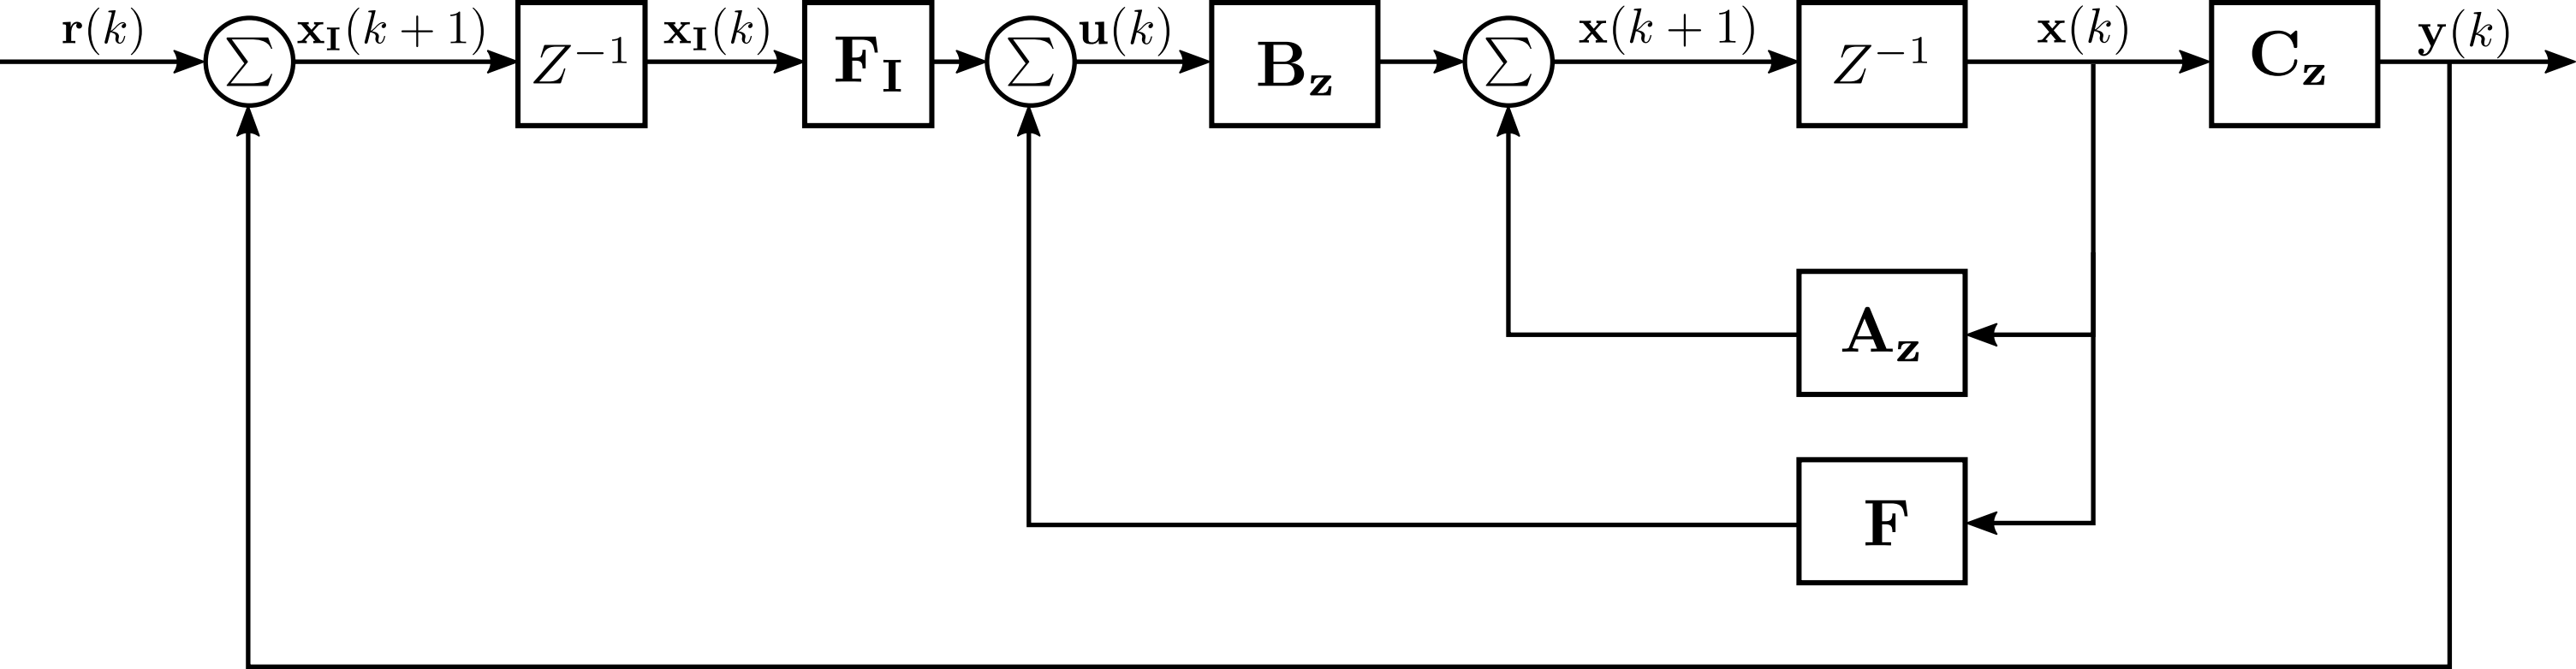 r(k) ∑ x_I(k + 1) Z^{-1} x_I(k) F_I ∑ u(k) B_z ∑ x(k + 1) Z^{-1} x(k) C_z y(k)
A_z
F